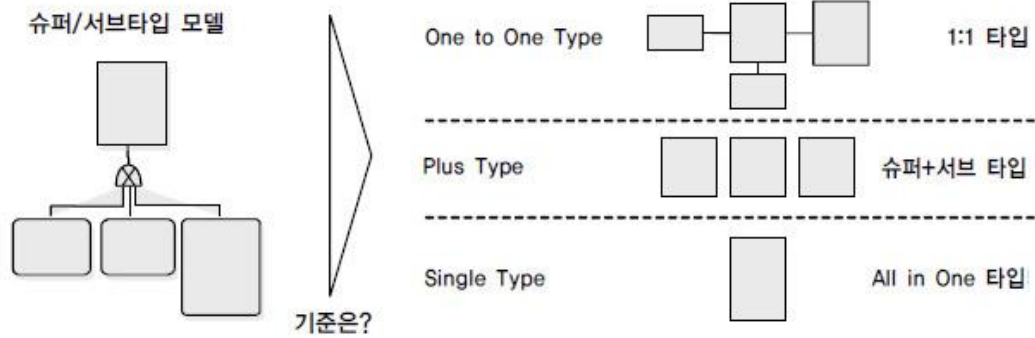 슈퍼/서브타입 모델
기준은?
One to One Type 1:1 타입
Plus Type 슈퍼+서브 타입
Single Type All in One 타입